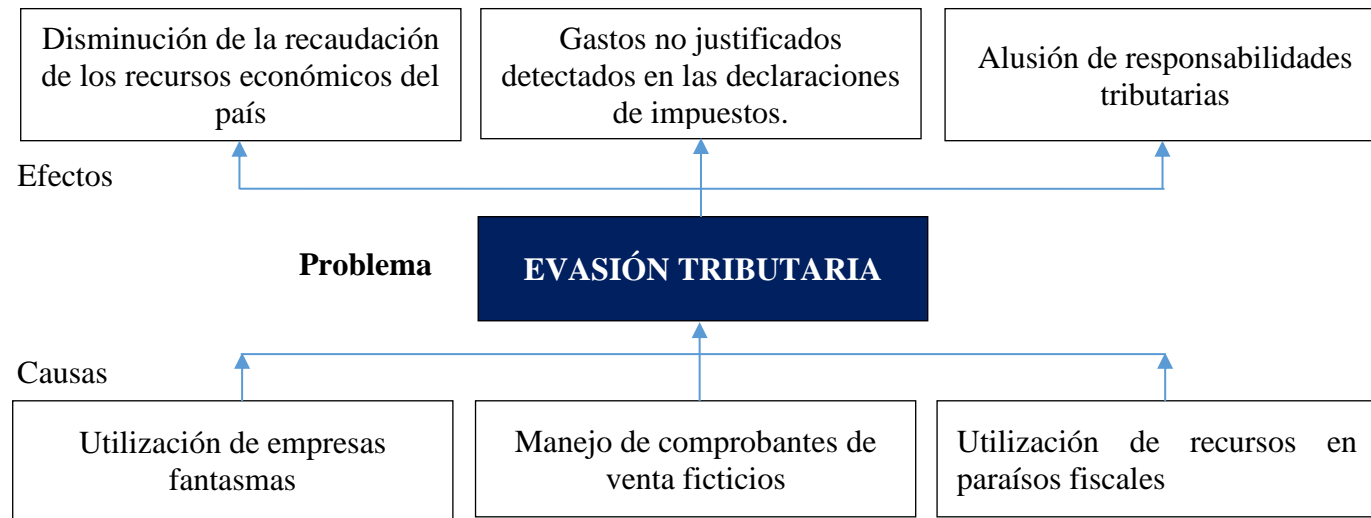 Disminución de la recaudación
de los recursos económicos del
país
Gastos no justificados
detectados en las declaraciones
de impuestos.
Alusión de responsabilidades
tributarias
Efectos
Problema
EVASIÓN TRIBUTARIA
Causas
Utilización de empresas
fantasmas
Manejo de comprobantes de
venta ficticios
Utilización de recursos en
paraísos fiscales